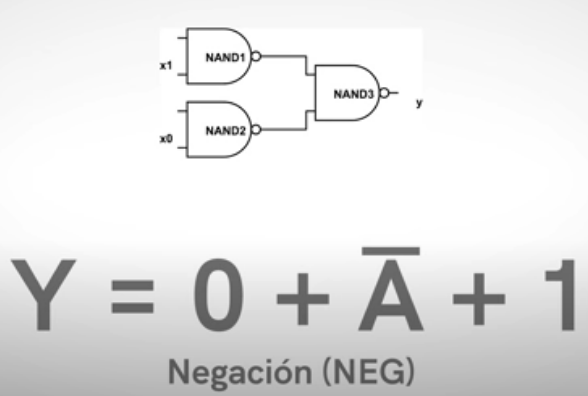 NAND1
x1
NAND3
y
NAND2
x0
Y = 0 + A̅ + 1
Negación (NEG)